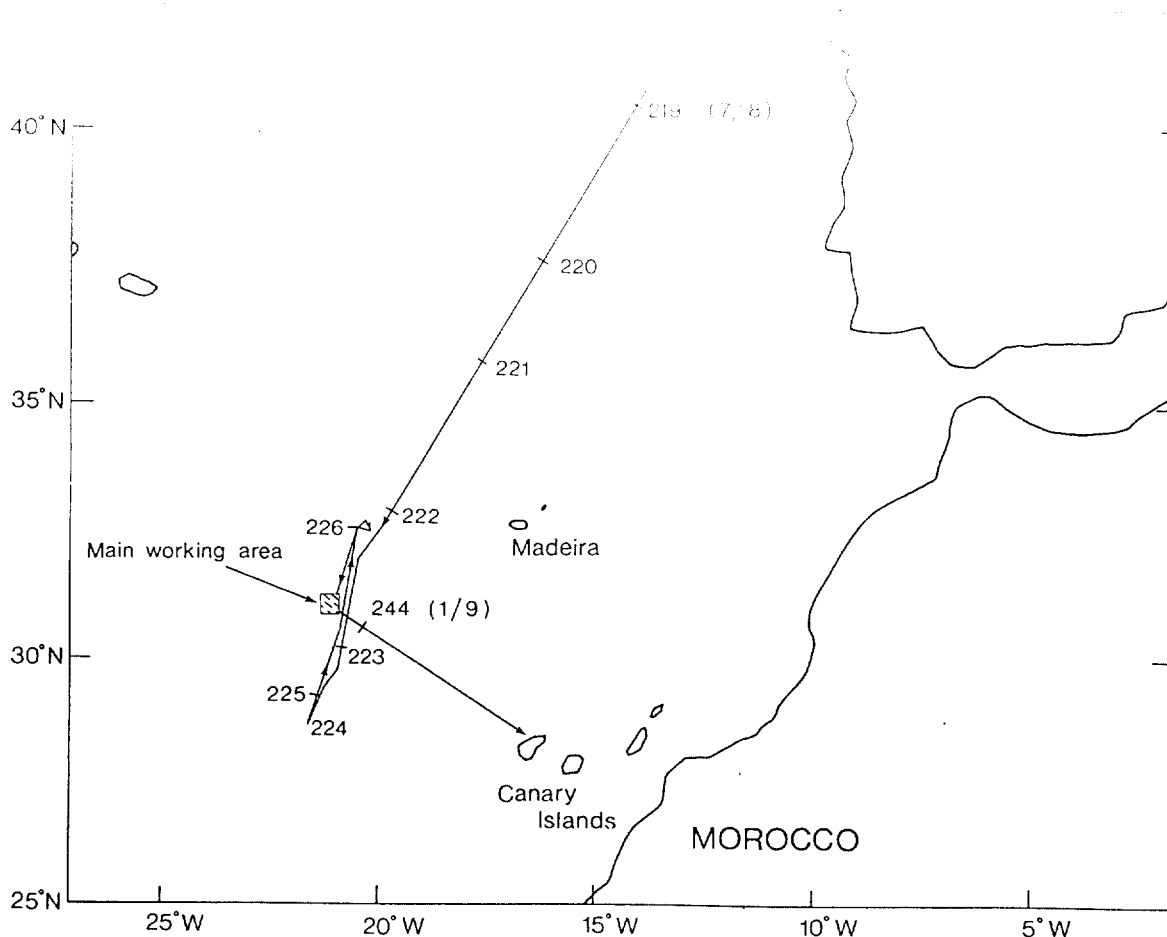 40°N
219 (7/8)
220
221
35°N
222
226
Madeira
Main working area
244 (1/9)
223
30°N
225
224
Canary
Islands
MOROCCO
25°N
25°W
20°W
15°W
10°W
5°W